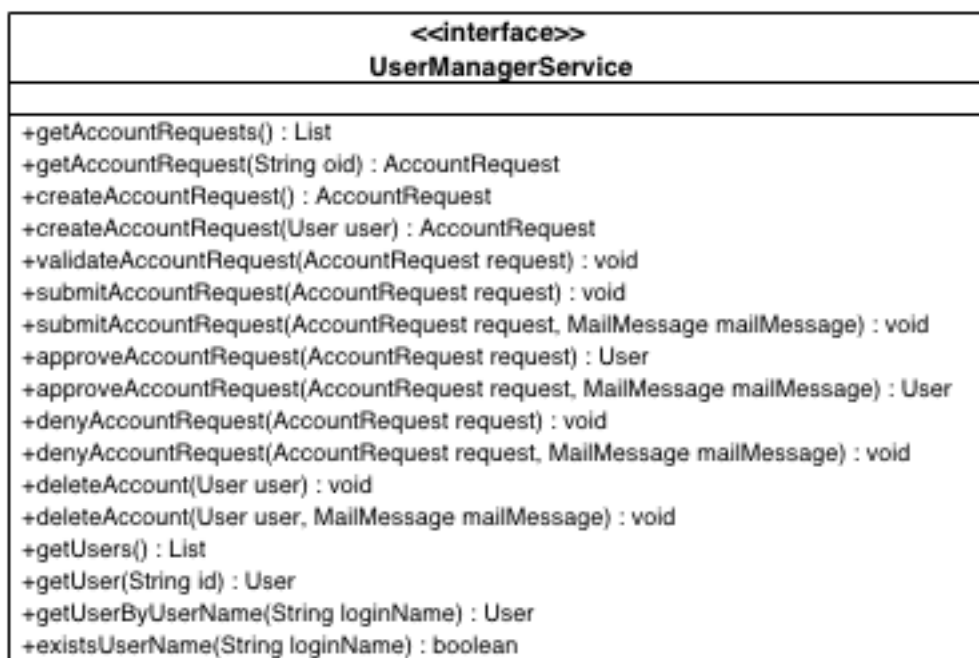 <<interface>>
UserManagerService
+getAccountRequests() : List
+getAccountRequest(String oid) : AccountRequest
+createAccountRequest() : AccountRequest
+createAccountRequest(User user) : AccountRequest
+validateAccountRequest(AccountRequest request) : void
+submitAccountRequest(AccountRequest request) : void
+submitAccountRequest(AccountRequest request, MailMessage mailMessage) : void
+approveAccountRequest(AccountRequest request) : User
+approveAccountRequest(AccountRequest request, MailMessage mailMessage) : User
+denyAccountRequest(AccountRequest request) : void
+denyAccountRequest(AccountRequest request, MailMessage mailMessage) : void
+deleteAccount(User user) : void
+deleteAccount(User user, MailMessage mailMessage) : void
+getUsers() : List
+getUser(String id) : User
+getUserByUserName(String loginName) : User
+existsUserName(String loginName) : boolean